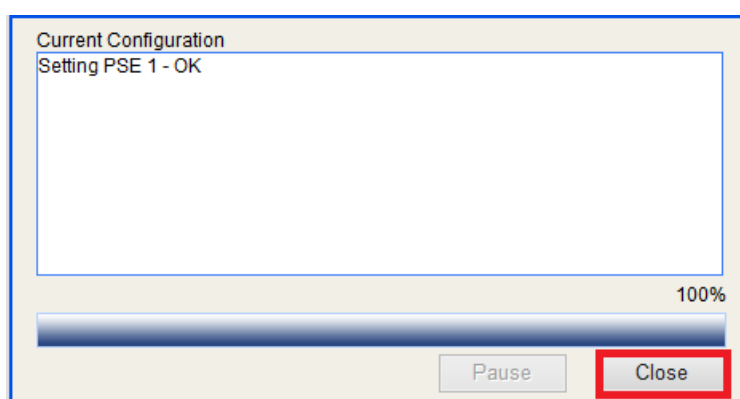 Current Configuration
Setting PSE 1 - OK
100%
Pause
Close